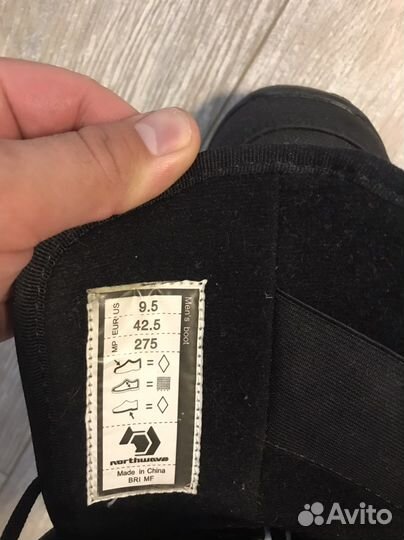 US 9.5
EUR: 42.5
MP 275
Men's boot
northwave
Made in China
BRI MF
Avito